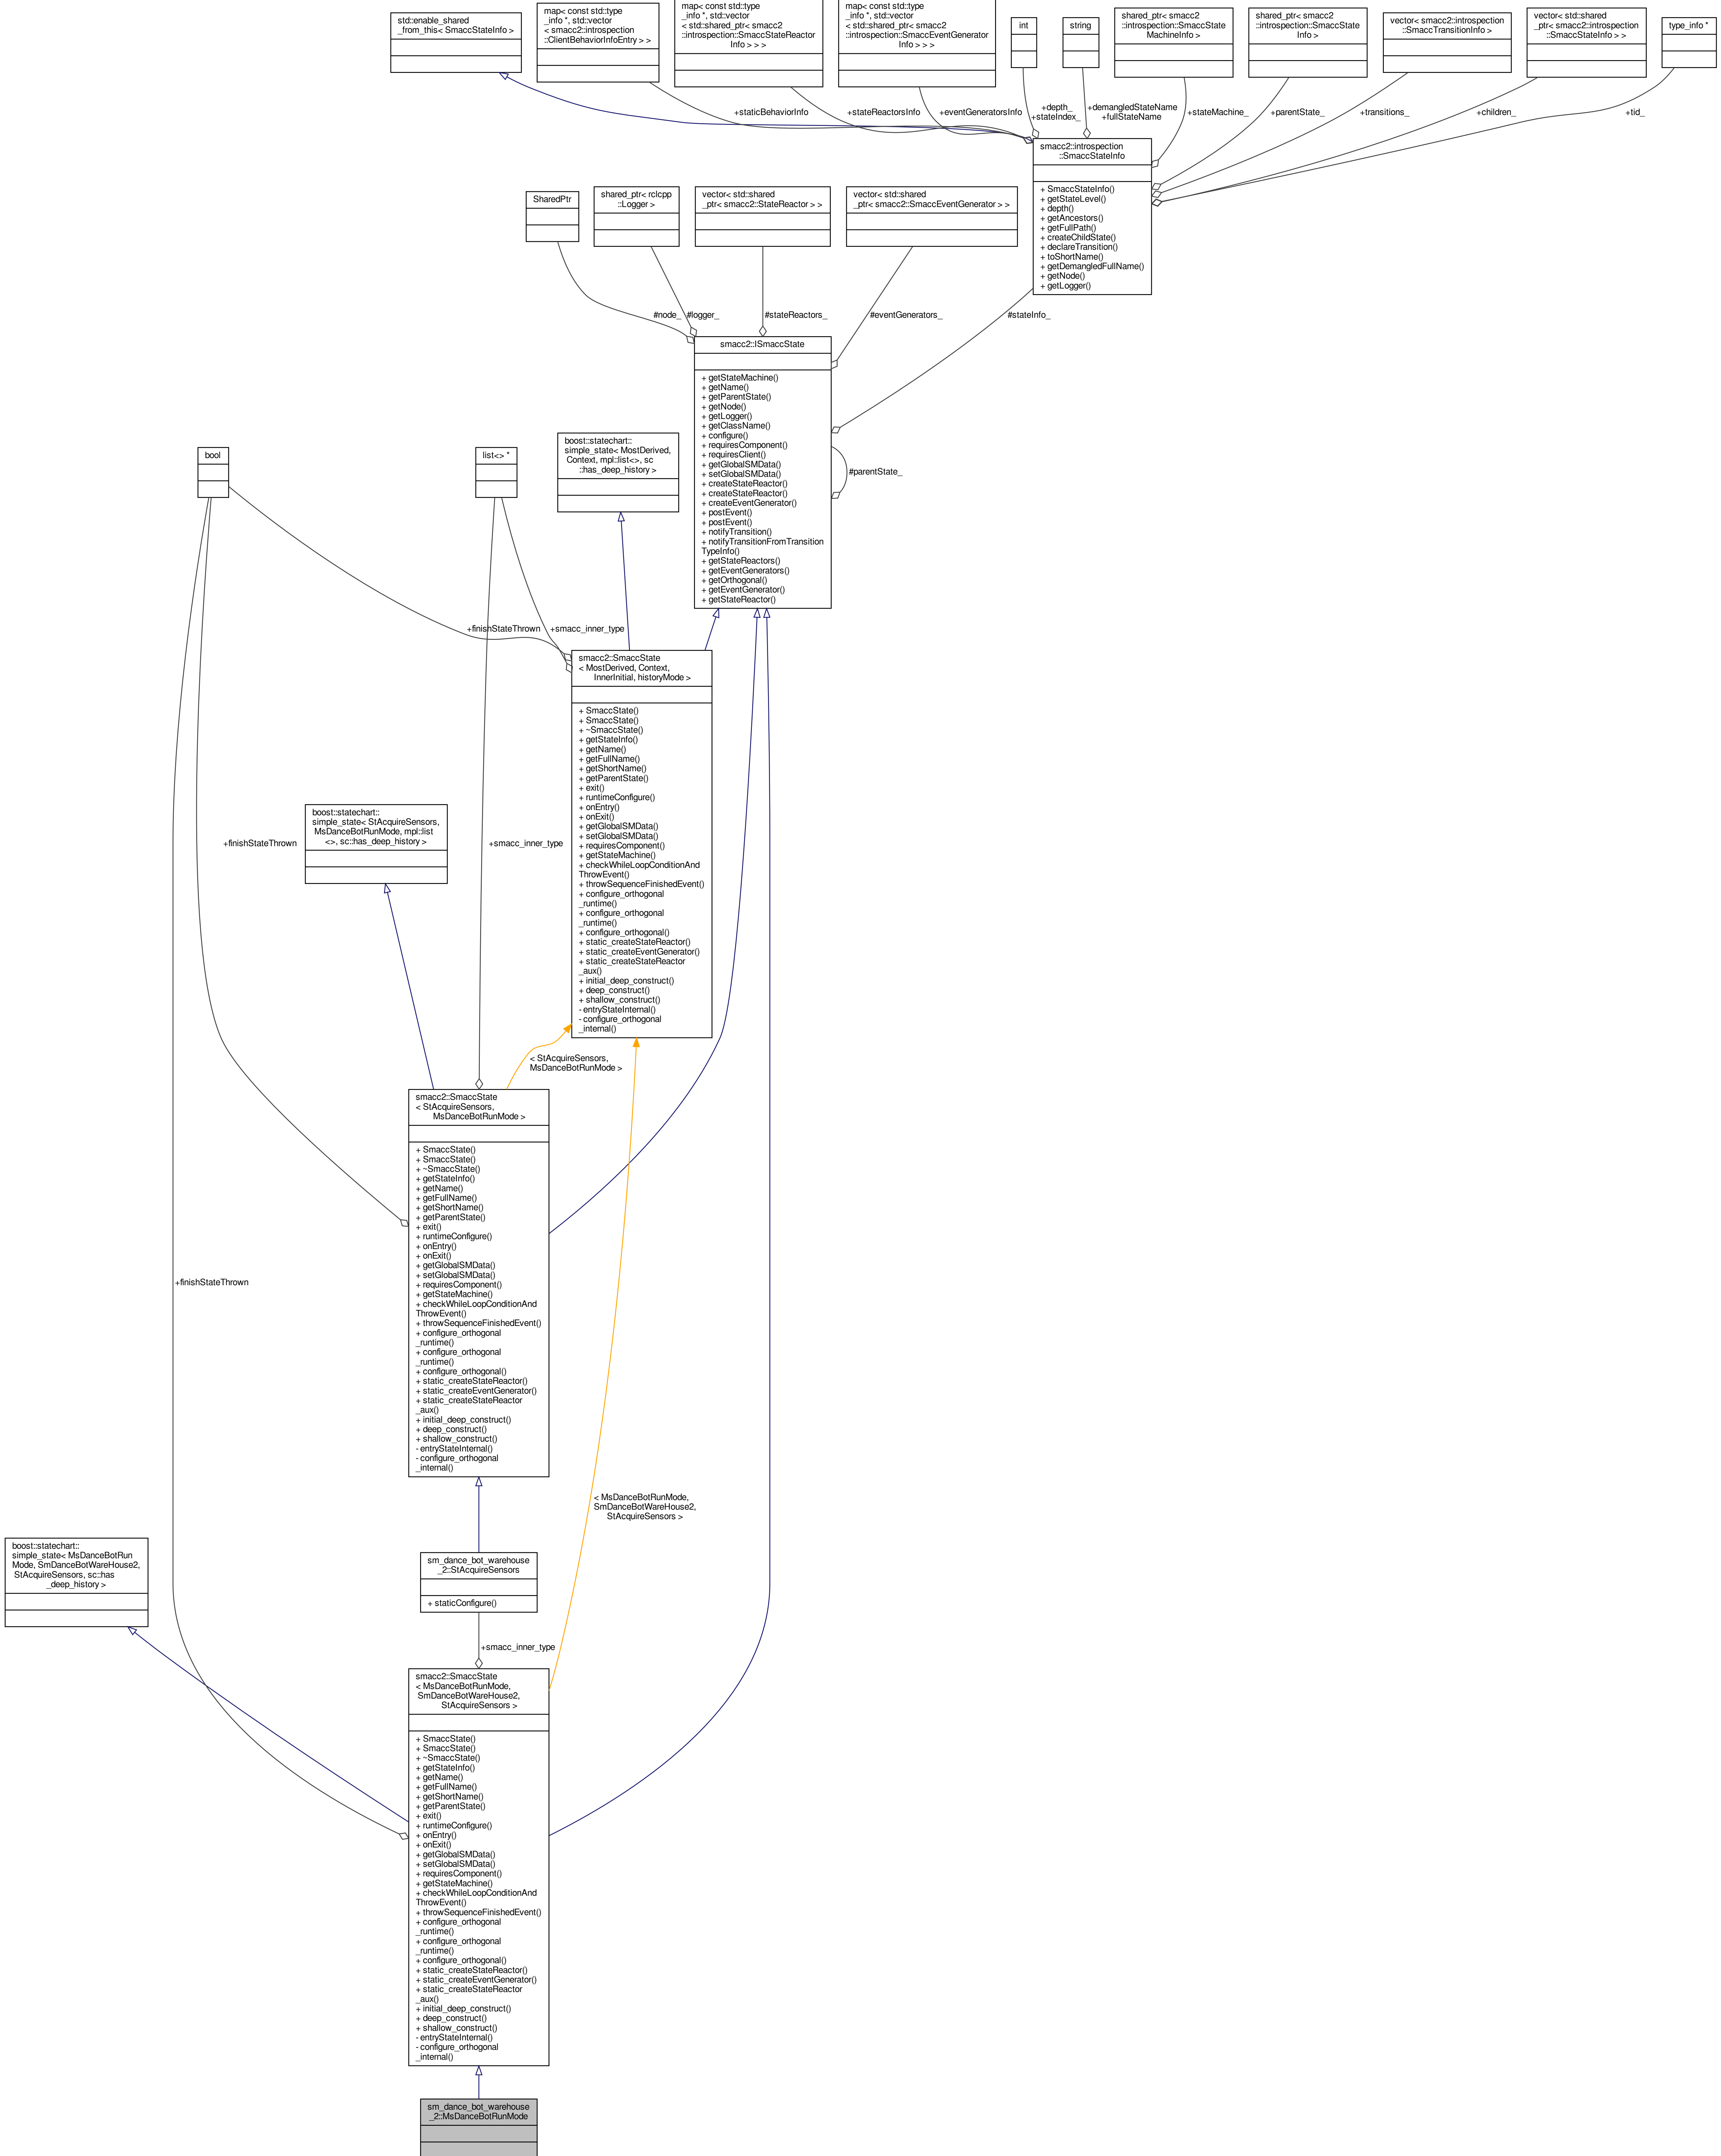 std::enable_shared
_from_this< SmaccStateInfo >
map< const std::type
_info *, std::vector
< smacc2::introspection
::ClientBehaviorInfoEntry > >
map< const std::type
_info *, std::vector
< std::shared_ptr< smacc2
::introspection::SmaccStateReactor
Info > > >
map< const std::type
_info *, std::vector
< std::shared_ptr< smacc2
::introspection::SmaccEventGenerator
Info > > >
int
string
shared_ptr< smacc2
::introspection::SmaccState
MachineInfo >
shared_ptr< smacc2
::introspection::SmaccState
Info >
vector< smacc2::introspection
::SmaccTransitionInfo >
vector< std::shared
_ptr< smacc2::introspection
::SmaccStateInfo > >
type_info *
+staticBehaviorInfo
+stateReactorsInfo
+eventGeneratorsInfo
+depth_
+stateIndex_
+demangledStateName
+fullStateName
+stateMachine_
+parentState_
+transitions_
+children_
+tid_
smacc2::introspection
::SmaccStateInfo
+ SmaccStateInfo()
+ getStateLevel()
+ depth()
+ getAncestors()
+ getFullPath()
+ createChildState()
+ declareTransition()
+ toShortName()
+ getDemangledFullName()
+ getNode()
+ getLogger()
SharedPtr
shared_ptr< rclcpp
::Logger >
vector< std::shared
_ptr< smacc2::StateReactor > >
vector< std::shared
_ptr< smacc2::SmaccEventGenerator > >
#node_
#logger_
#stateReactors_
#eventGenerators_
#stateInfo_
smacc2::ISmaccState
+ getStateMachine()
+ getName()
+ getParentState()
+ getNode()
+ getLogger()
+ getClassName()
+ configure()
+ requiresComponent()
+ requiresClient()
+ getGlobalSMData()
+ setGlobalSMData()
+ createStateReactor()
+ createStateReactor()
+ createEventGenerator()
+ postEvent()
+ postEvent()
+ notifyTransition()
+ notifyTransitionFromTransition
TypeInfo()
+ getStateReactors()
+ getEventGenerators()
+ getOrthogonal()
+ getEventGenerator()
+ getStateReactor()
#parentState_
bool
list<> *
boost::statechart::
simple_state< MostDerived,
Context, mpl::list<>, sc
::has_deep_history >
+finishStateThrown
+smacc_inner_type
smacc2::SmaccState
< MostDerived, Context,
InnerInitial, historyMode >
+ SmaccState()
+ SmaccState()
+ ~SmaccState()
+ getStateInfo()
+ getName()
+ getFullName()
+ getShortName()
+ getParentState()
+ exit()
+ runtimeConfigure()
+ onEntry()
+ onExit()
+ getGlobalSMData()
+ setGlobalSMData()
+ requiresComponent()
+ getStateMachine()
+ checkWhileLoopConditionAnd
ThrowEvent()
+ throwSequenceFinishedEvent()
+ configure_orthogonal
_runtime()
+ configure_orthogonal
_runtime()
+ configure_orthogonal()
+ static_createStateReactor()
+ static_createEventGenerator()
+ static_createStateReactor
_aux()
+ initial_deep_construct()
+ deep_construct()
+ shallow_construct()
- entryStateInternal()
- configure_orthogonal
_internal()
boost::statechart::
simple_state< StAcquireSensors,
MsDanceBotRunMode, mpl::list
<>, sc::has_deep_history >
+finishStateThrown
+smacc_inner_type
< StAcquireSensors,
MsDanceBotRunMode >
smacc2::SmaccState
< StAcquireSensors,
MsDanceBotRunMode >
+ SmaccState()
+ SmaccState()
+ ~SmaccState()
+ getStateInfo()
+ getName()
+ getFullName()
+ getShortName()
+ getParentState()
+ exit()
+ runtimeConfigure()
+ onEntry()
+ onExit()
+ getGlobalSMData()
+ setGlobalSMData()
+ requiresComponent()
+ getStateMachine()
+ checkWhileLoopConditionAnd
ThrowEvent()
+ throwSequenceFinishedEvent()
+ configure_orthogonal
_runtime()
+ configure_orthogonal
_runtime()
+ configure_orthogonal()
+ static_createStateReactor()
+ static_createEventGenerator()
+ static_createStateReactor
_aux()
+ initial_deep_construct()
+ deep_construct()
+ shallow_construct()
- entryStateInternal()
- configure_orthogonal
_internal()
+finishStateThrown
< MsDanceBotRunMode,
SmDanceBotWareHouse2,
StAcquireSensors >
boost::statechart::
simple_state< MsDanceBotRun
Mode, SmDanceBotWareHouse2,
StAcquireSensors, sc::has
_deep_history >
sm_dance_bot_warehouse
_2::StAcquireSensors
+ staticConfigure()
+smacc_inner_type
smacc2::SmaccState
< MsDanceBotRunMode,
SmDanceBotWareHouse2,
StAcquireSensors >
+ SmaccState()
+ SmaccState()
+ ~SmaccState()
+ getStateInfo()
+ getName()
+ getFullName()
+ getShortName()
+ getParentState()
+ exit()
+ runtimeConfigure()
+ onEntry()
+ onExit()
+ getGlobalSMData()
+ setGlobalSMData()
+ requiresComponent()
+ getStateMachine()
+ checkWhileLoopConditionAnd
ThrowEvent()
+ throwSequenceFinishedEvent()
+ configure_orthogonal
_runtime()
+ configure_orthogonal
_runtime()
+ configure_orthogonal()
+ static_createStateReactor()
+ static_createEventGenerator()
+ static_createStateReactor
_aux()
+ initial_deep_construct()
+ deep_construct()
+ shallow_construct()
- entryStateInternal()
- configure_orthogonal
_internal()
sm_dance_bot_warehouse
_2::MsDanceBotRunMode